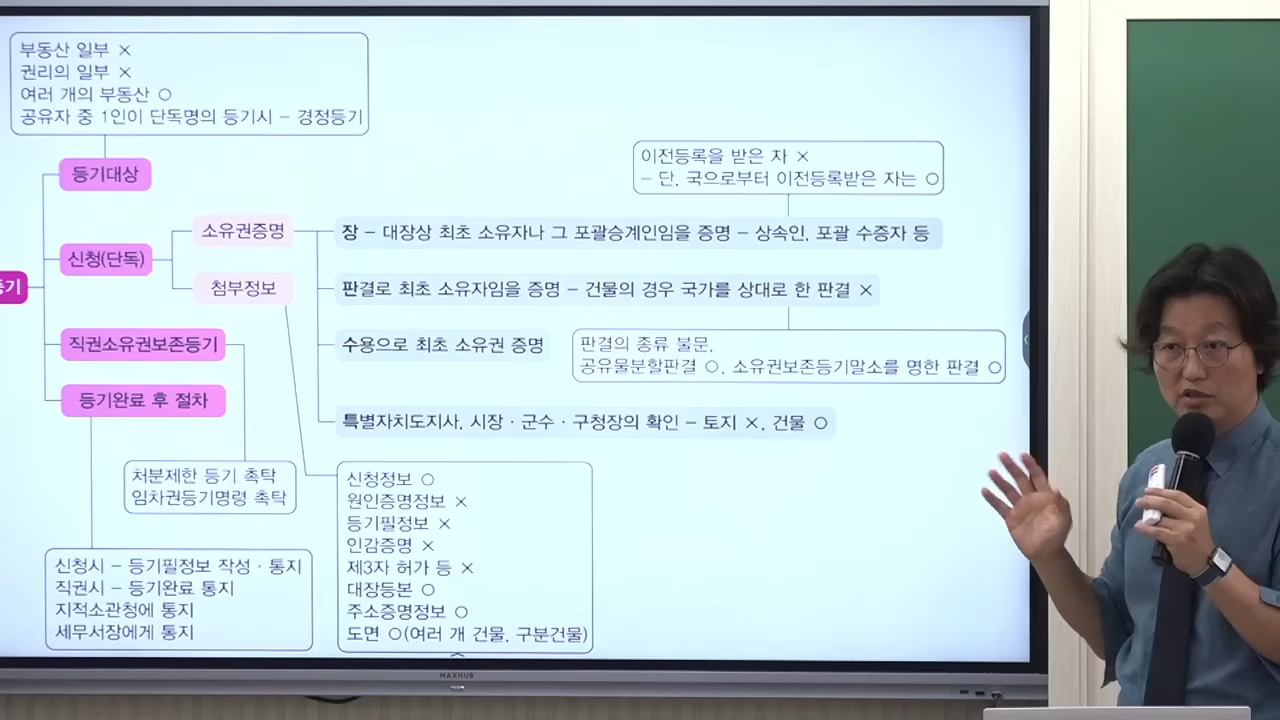 부동산 일부 ×
권리의 일부 ×
여러 개의 부동산 ○
공유자 중 1인이 단독명의 등기시 – 경정등기
등기대상
이전등록을 받은 자 ×
– 단, 국으로부터 이전등록받은 자는 ○
신청(단독)
소유권증명
장 – 대장상 최초 소유자나 그 포괄승계인임을 증명 – 상속인, 포괄 수증자 등
첨부정보
판결로 최초 소유자임을 증명 – 건물의 경우 국가를 상대로 한 판결 ×
직권소유권보존등기
수용으로 최초 소유권 증명
판결의 종류 불문,
공유물분할판결 ○, 소유권보존등기말소를 명한 판결 ○
등기완료 후 절차
특별자치도지사, 시장 · 군수 · 구청장의 확인 – 토지 ×, 건물 ○
처분제한 등기 촉탁
임차권등기명령 촉탁
신청정보 ○
원인증명정보 ×
등기필정보 ×
인감증명 ×
제3자 허가 등 ×
대장등본 ○
주소증명정보 ○
도면 ○(여러 개 건물, 구분건물)
신청시 – 등기필정보 작성 · 통지
직권시 – 등기완료 통지
지적소관청에 통지
세무서장에게 통지
MAXHUB